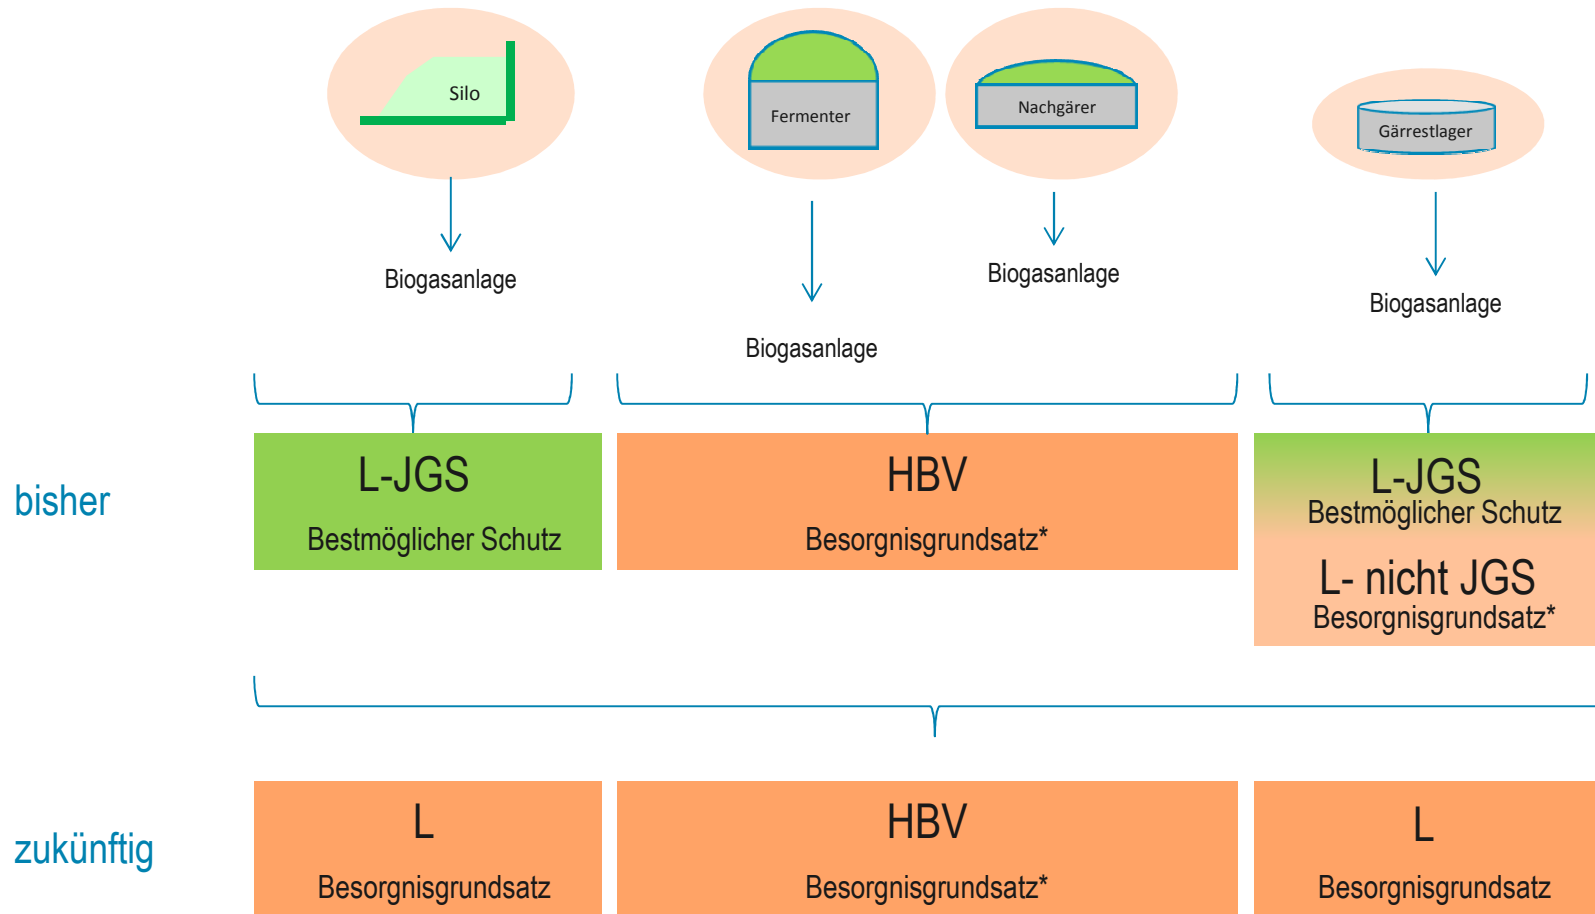 Silo
Fermenter
Nachgärer
Gärrestlager
Biogasanlage
Biogasanlage
Biogasanlage
Biogasanlage
bisher
L-JGS
Bestmöglicher Schutz
HBV
Besorgnisgrundsatz*
L-JGS
Bestmöglicher Schutz
L- nicht JGS
Besorgnisgrundsatz*
zukünftig
L
Besorgnisgrundsatz
HBV
Besorgnisgrundsatz*
L
Besorgnisgrundsatz